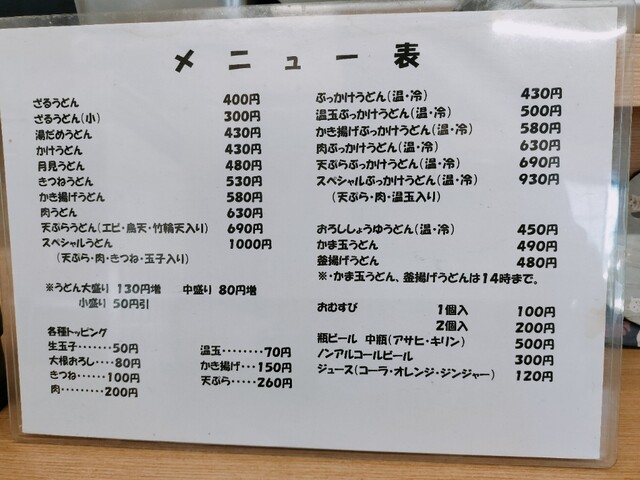 メニュー表
ざるうどん 400円
ざるうどん(小) 300円
湯だめうどん 430円
かけうどん 430円
月見うどん 480円
きつねうどん 530円
かき揚げうどん 580円
肉うどん 630円
天ぷらうどん(エビ・鳥天・竹輪天入り) 690円
スペシャルうどん 1000円
(天ぷら・肉・きつね・玉子入り)
※うどん大盛り 130円増 中盛り 80円増
小盛り 50円引
各種トッピング
生玉子········50円
大根おろし····80円
きつね······100円
肉·········200円
温玉········70円
かき揚げ···150円
天ぷら·····260円
ぶっかけうどん(温・冷) 430円
温玉ぶっかけうどん(温・冷) 500円
かき揚げぶっかけうどん(温・冷) 580円
肉ぶっかけうどん(温・冷) 630円
天ぷらぶっかけうどん(温・冷) 690円
スペシャルぶっかけうどん(温・冷) 930円
(天ぷら・肉・温玉入り)
おろししょうゆうどん(温・冷) 450円
かま玉うどん 490円
釜揚げうどん 480円
※・かま玉うどん、釜揚げうどんは14時まで。
おむすび 1個入 100円
2個入 200円
瓶ビール 中瓶(アサヒ・キリン) 500円
ノンアルコールビール 300円
ジュース(コーラ・オレンジ・ジンジャー) 120円